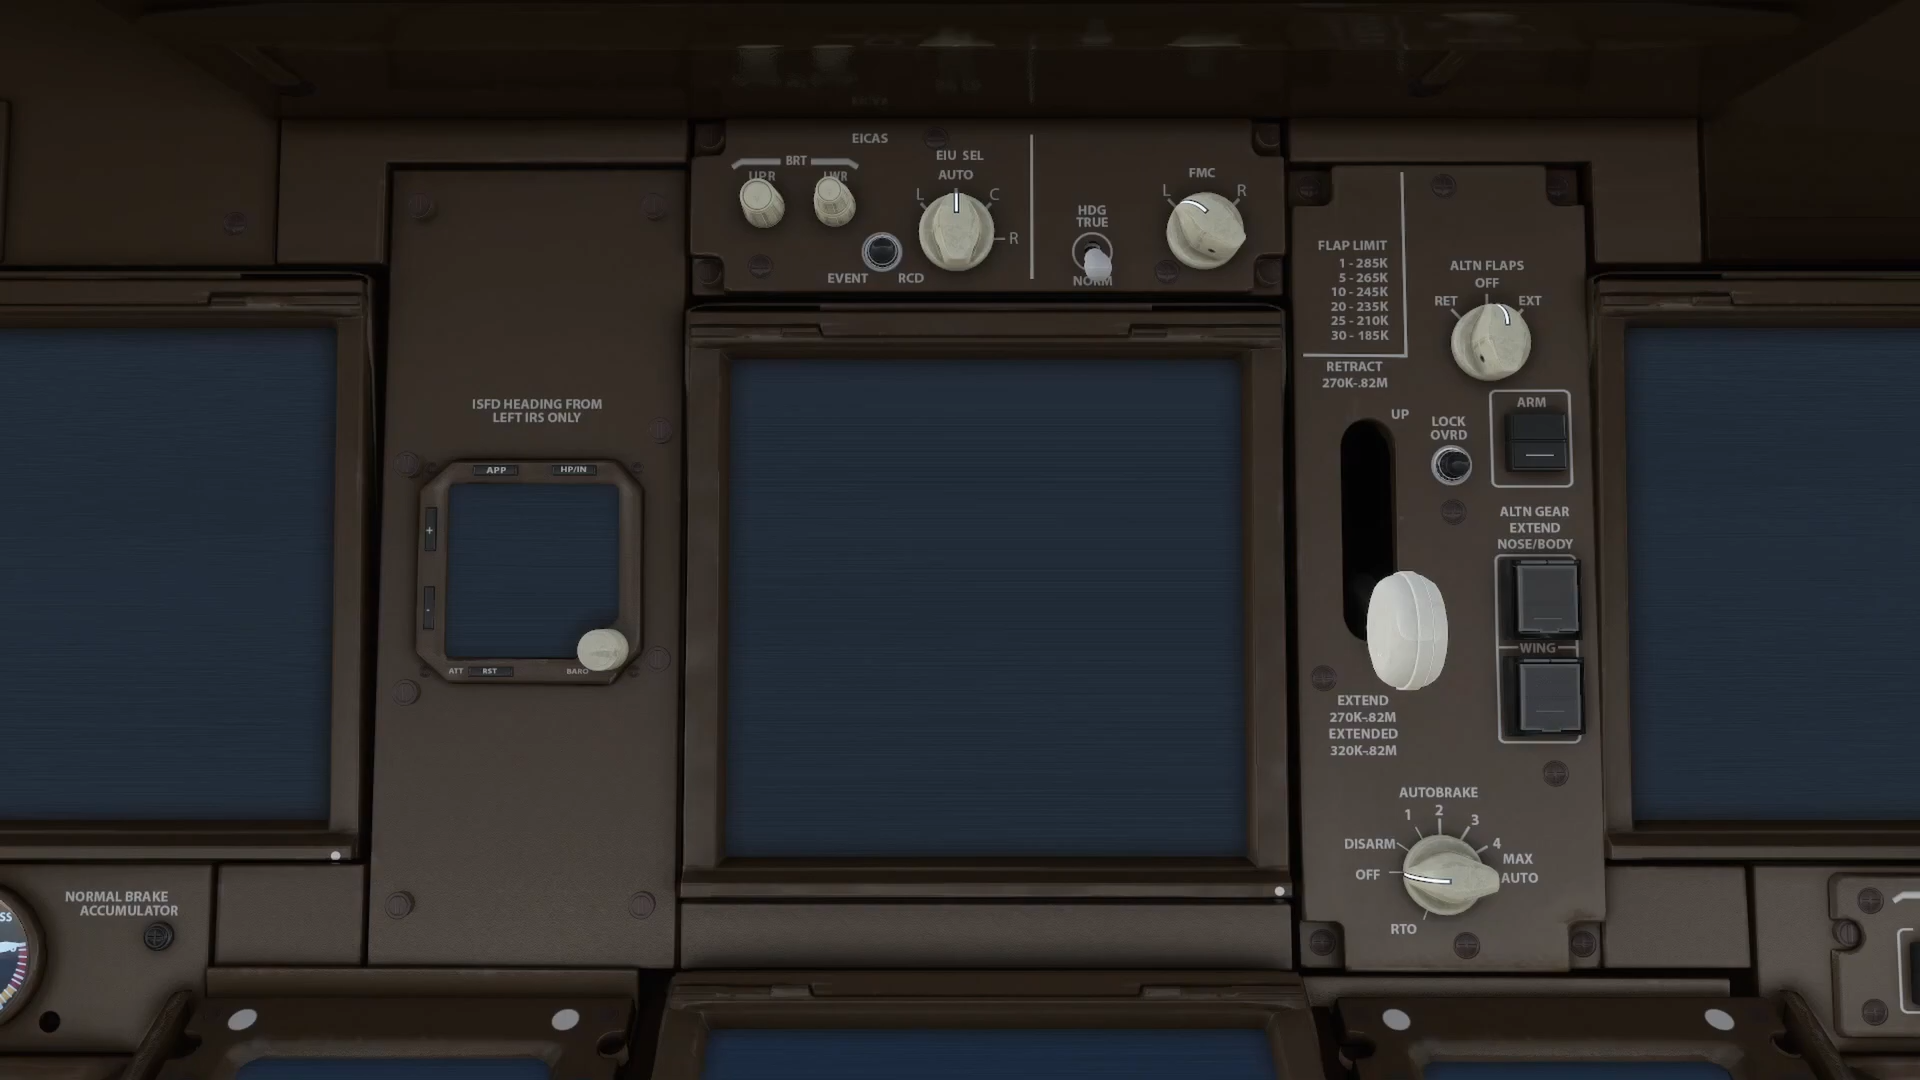 EICAS
BRT
UPR
LWR
EIU SEL
AUTO
L
C
R
EVENT
RCD
HDG
TRUE
NORM
FMC
L
R
FLAP LIMIT
1 - 285K
5 - 265K
10 - 245K
20 - 235K
25 - 210K
30 - 185K
RETRACT
270K-.82M
ALTN FLAPS
OFF
RET
EXT
UP
LOCK
OVRD
ARM
ISFD HEADING FROM
LEFT IRS ONLY
APP
HP/IN
+
-
ATT
RST
BARO
ALTN GEAR
EXTEND
NOSE/BODY
WING
EXTEND
270K-.82M
EXTENDED
320K-.82M
AUTOBRAKE
1
2
3
4
DISARM
MAX
AUTO
OFF
RTO
NORMAL BRAKE
ACCUMULATOR
SS